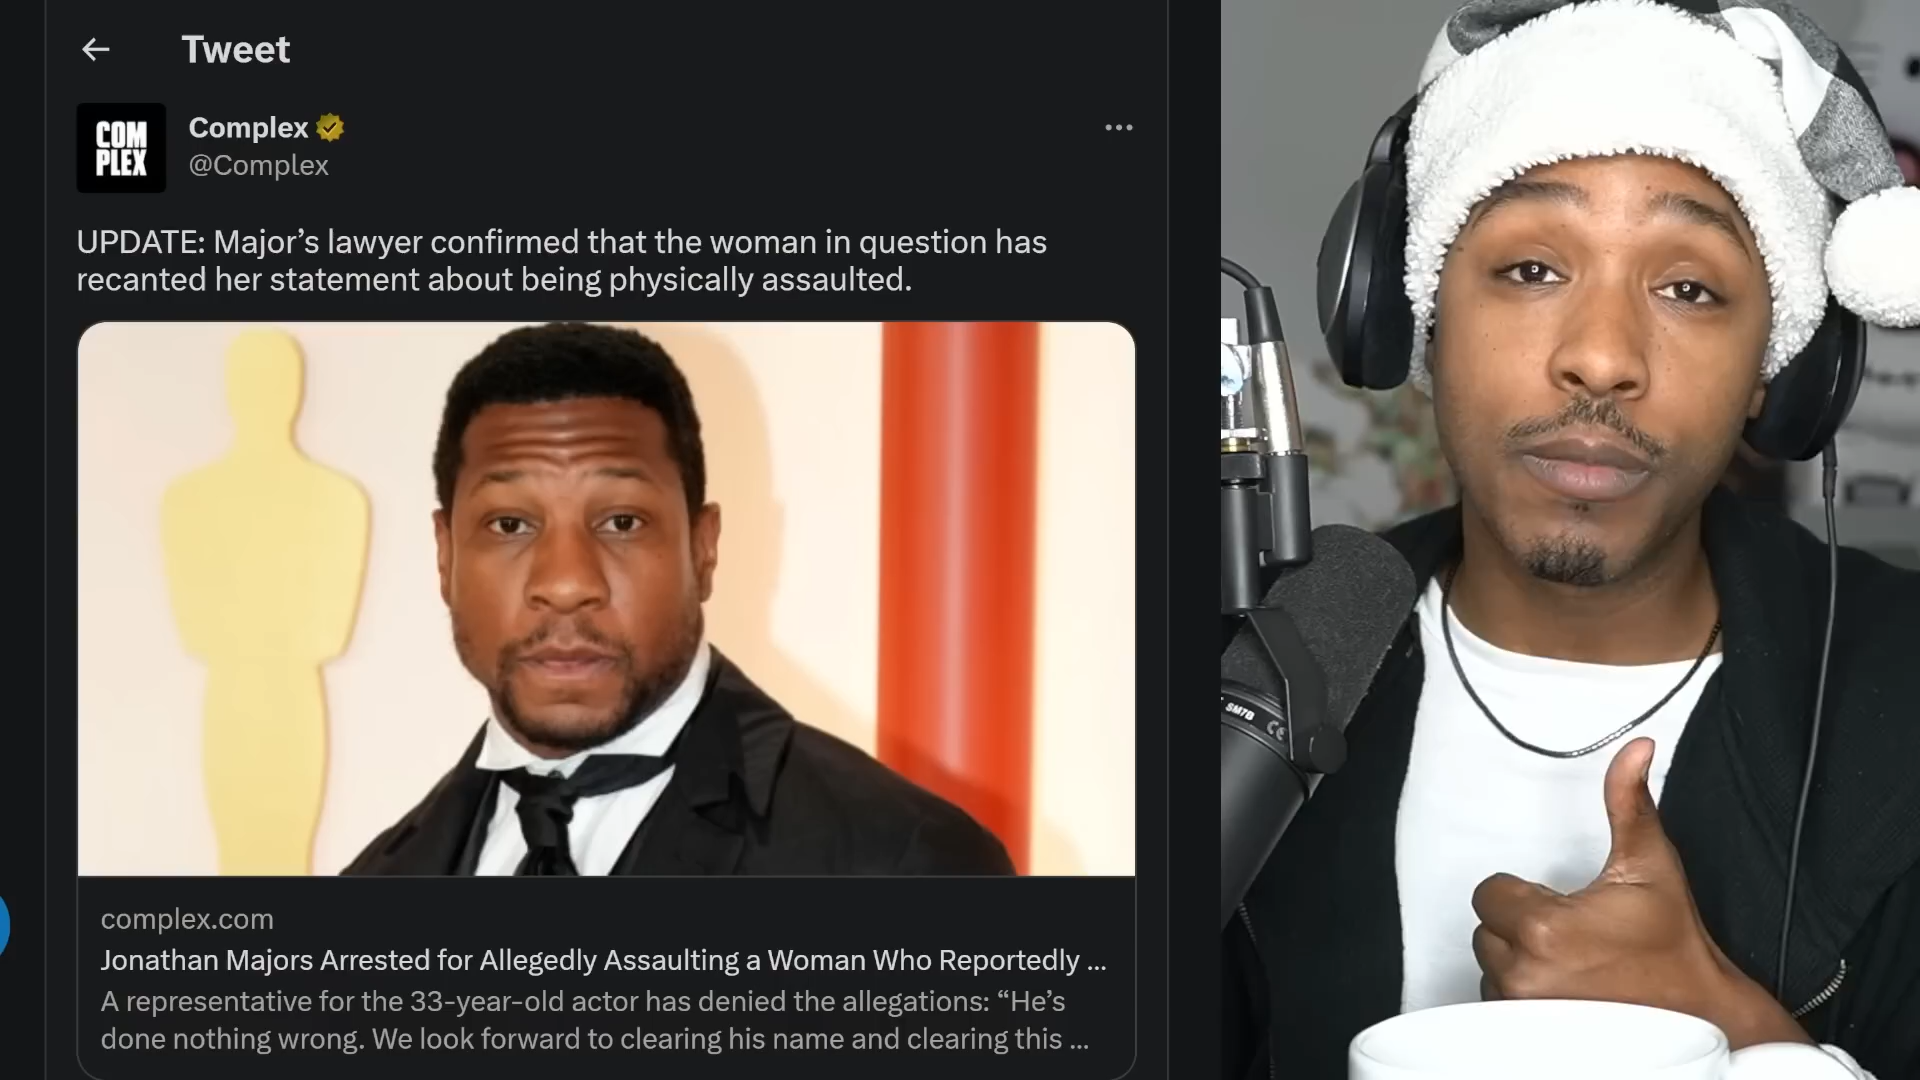 Tweet
COM
PLEX
Complex
@Complex
UPDATE: Major’s lawyer confirmed that the woman in question has
recanted her statement about being physically assaulted.
complex.com
Jonathan Majors Arrested for Allegedly Assaulting a Woman Who Reportedly ...
A representative for the 33-year-old actor has denied the allegations: “He’s
done nothing wrong. We look forward to clearing his name and clearing this ...
SM7B
CE